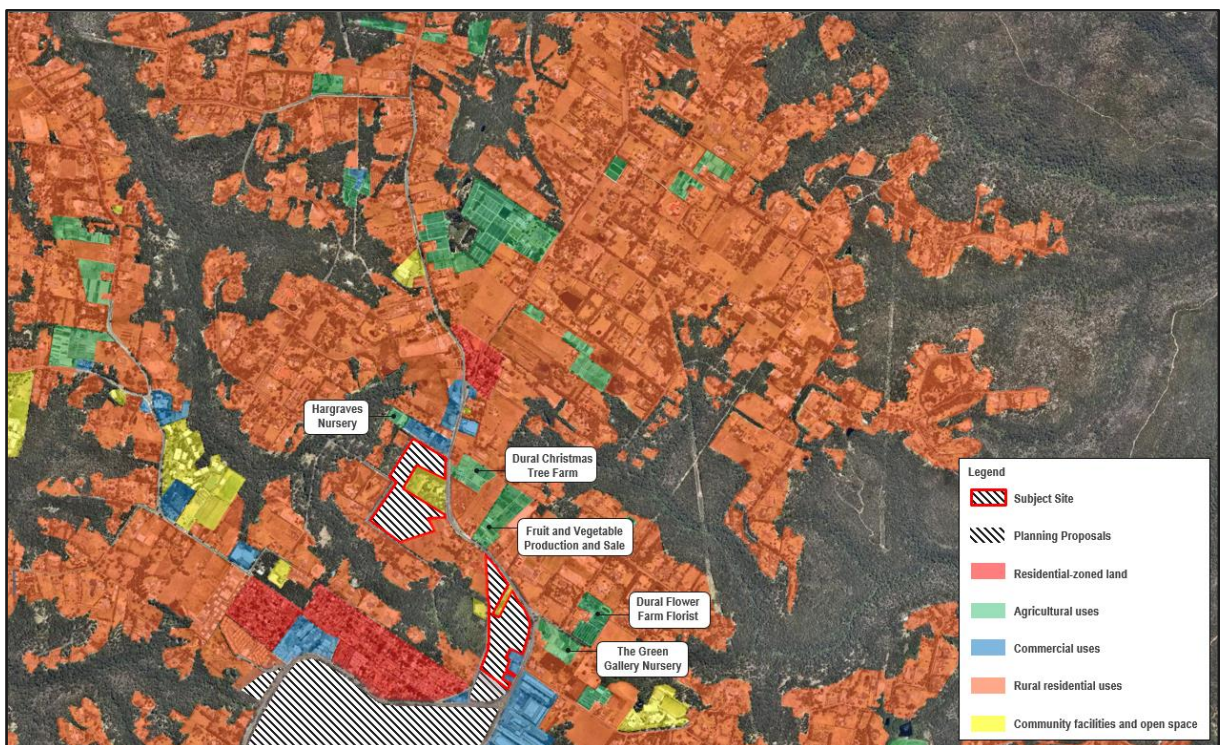 Hargraves
Nursery
Dural Christmas
Tree Farm
Fruit and Vegetable
Production and Sale
Dural Flower
Farm Florist
The Green
Gallery Nursery
Legend
Subject Site
Planning Proposals
Residential-zoned land
Agricultural uses
Commercial uses
Rural residential uses
Community facilities and open space